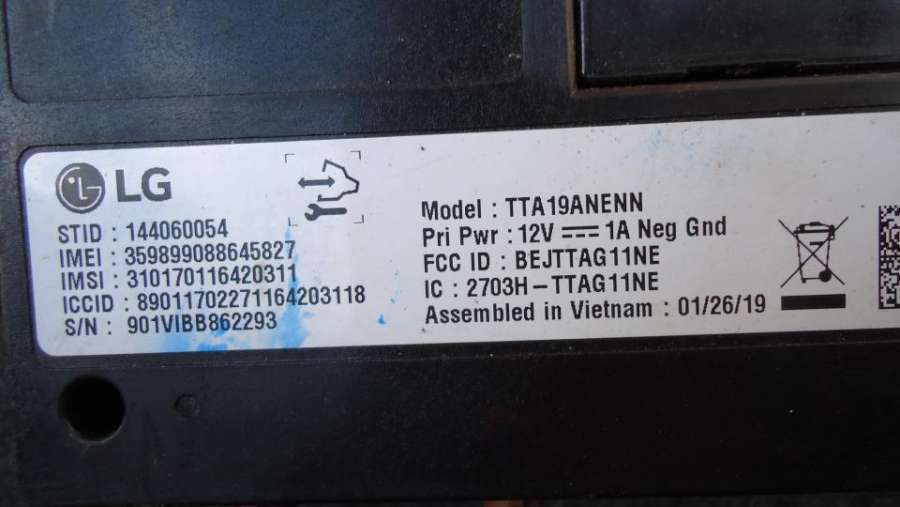 LG
STID : 144060054
IMEI : 359899088645827
IMSI : 310170116420311
ICCID : 89011702271164203118
S/N : 901VIBB862293
Model : TTA19ANENN
Pri Pwr : 12V ⎓ 1A Neg Gnd
FCC ID : BEJTTAG11NE
IC : 2703H-TTAG11NE
Assembled in Vietnam : 01/26/19